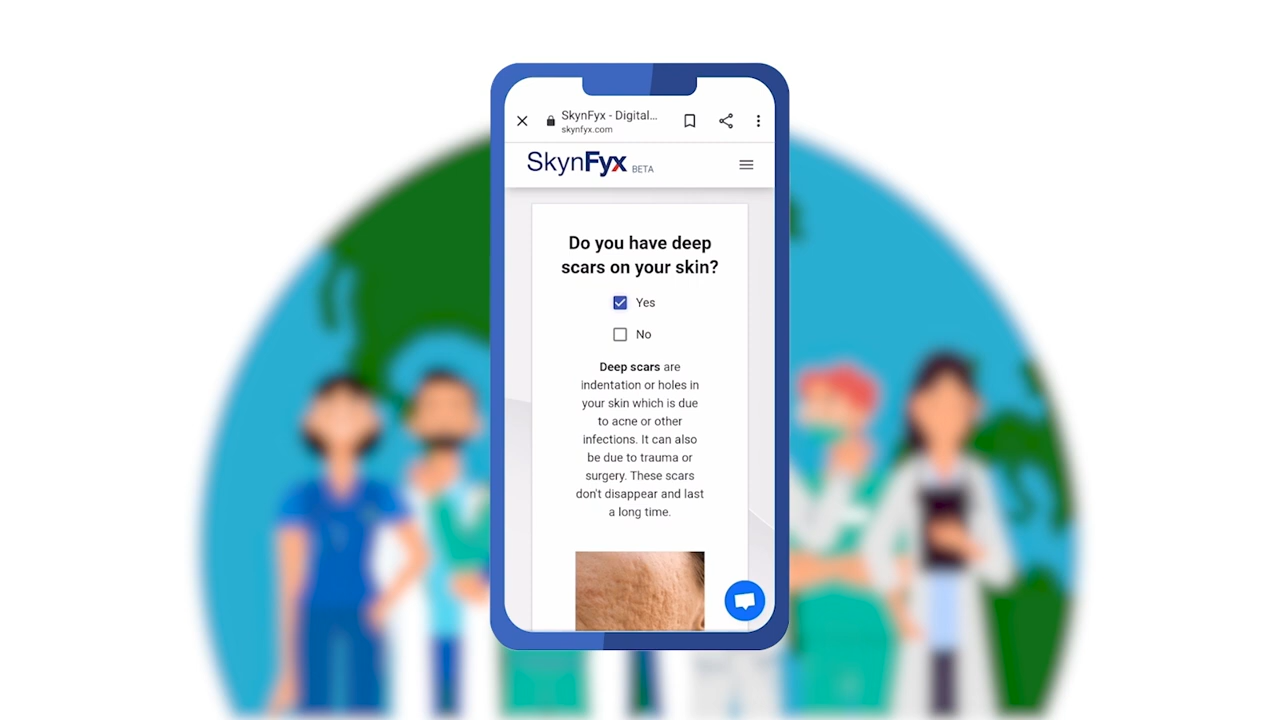 SkynFyx - Digital...
skynfyx.com
SkynFyx BETA
Do you have deep
scars on your skin?
Yes
No
Deep scars are
indentation or holes in
your skin which is due
to acne or other
infections. It can also
be due to trauma or
surgery. These scars
don't disappear and last
a long time.